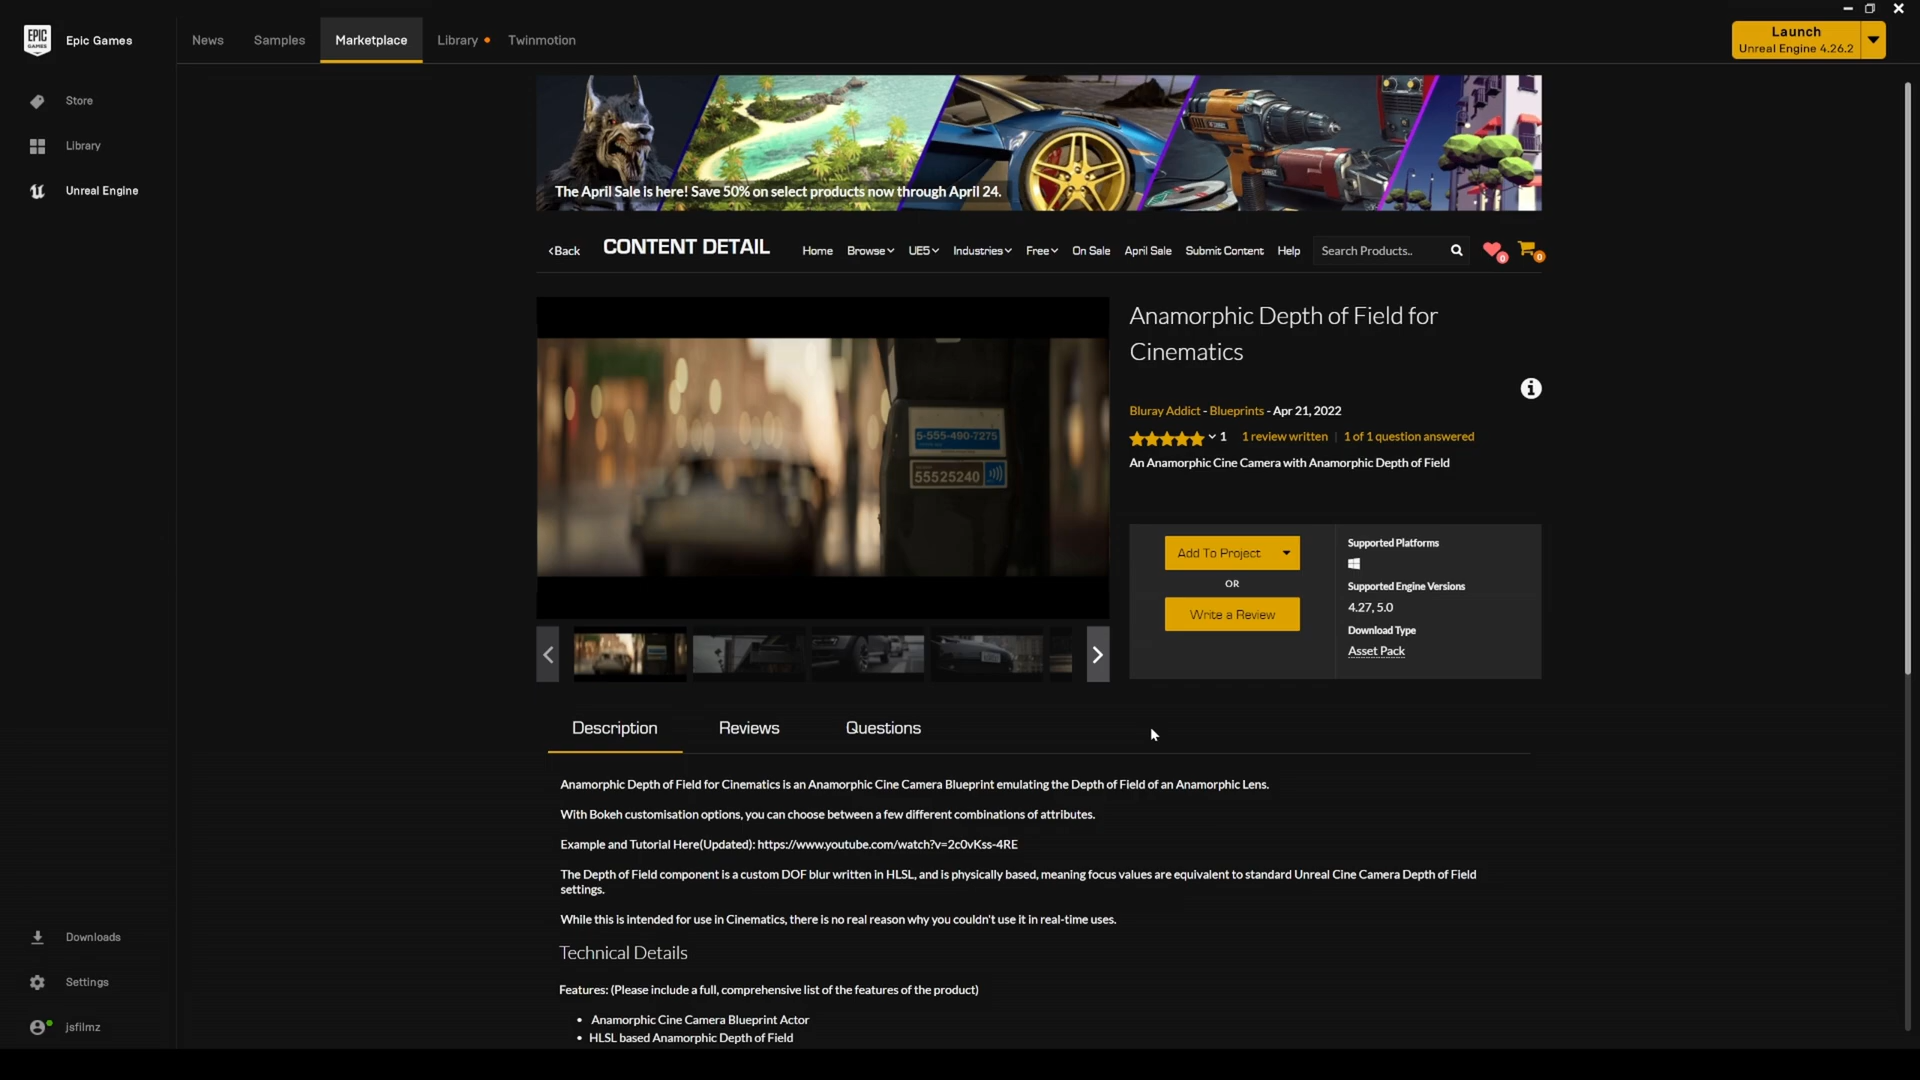 EPIC GAMES
Epic Games
News
Samples
Marketplace
Library
Twinmotion
Launch
Unreal Engine 4.26.2
Store
Library
Unreal Engine
Downloads
Settings
jsfilmz
The April Sale is here! Save 50% on select products now through April 24.
Back
CONTENT DETAIL
Home
Browse
UE5
Industries
Free
On Sale
April Sale
Submit Content
Help
Search Products..
0
0
5-555-490-7275
55525240
Anamorphic Depth of Field for
Cinematics
Bluray Addict - Blueprints - Apr 21, 2022
1
1 review written | 1 of 1 question answered
An Anamorphic Cine Camera with Anamorphic Depth of Field
Add To Project
OR
Write a Review
Supported Platforms
Supported Engine Versions
4.27, 5.0
Download Type
Asset Pack
Description
Reviews
Questions
Anamorphic Depth of Field for Cinematics is an Anamorphic Cine Camera Blueprint emulating the Depth of Field of an Anamorphic Lens.
With Bokeh customisation options, you can choose between a few different combinations of attributes.
Example and Tutorial Here(Updated): https://www.youtube.com/watch?v=2c0vKss-4RE
The Depth of Field component is a custom DOF blur written in HLSL, and is physically based, meaning focus values are equivalent to standard Unreal Cine Camera Depth of Field
settings.
While this is intended for use in Cinematics, there is no real reason why you couldn't use it in real-time uses.
Technical Details
Features: (Please include a full, comprehensive list of the features of the product)
• Anamorphic Cine Camera Blueprint Actor
• HLSL based Anamorphic Depth of Field